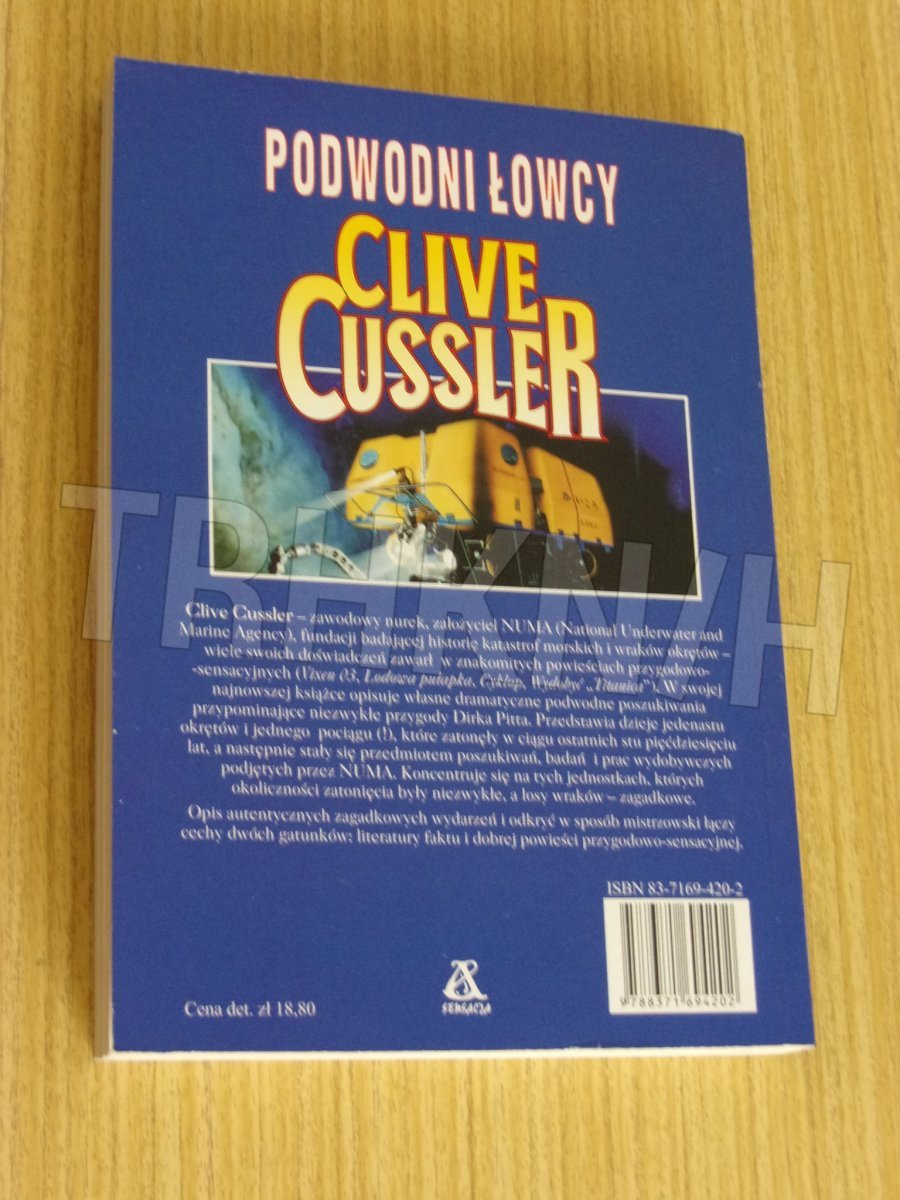 PODWODNI ŁOWCY
CLIVE
CUSSLER
Clive Cussler – zawodowy nurek, założyciel NUMA (National Underwater and
Marine Agency), fundacji badającej historię katastrof morskich i wraków okrętów –
wiele swoich doświadczeń zawarł w znakomitych powieściach przygodowo-
-sensacyjnych (Vixen 03, Lodowa pułapka, Cyklop, Wydobyć „Titanica”). W swojej
najnowszej książce opisuje własne dramatyczne podwodne poszukiwania
przypominające niezwykłe przygody Dirka Pitta. Przedstawia dzieje jedenastu
okrętów i jednego pociągu (!), które zatonęły w ciągu ostatnich stu pięćdziesięciu
lat, a następnie stały się przedmiotem poszukiwań, badań i prac wydobywczych
podjętych przez NUMA. Koncentruje się na tych jednostkach, których
okoliczności zatonięcia były niezwykłe, a losy wraków – zagadkowe.
Opis autentycznych zagadkowych wydarzeń i odkryć w sposób mistrzowski łączy
cechy dwóch gatunków: literatury faktu i dobrej powieści przygodowo-sensacyjnej.
ISBN 83-7169-420-2
9 788371 694202
Cena det. zł 18,80
SENSACJA
TRHKN/H